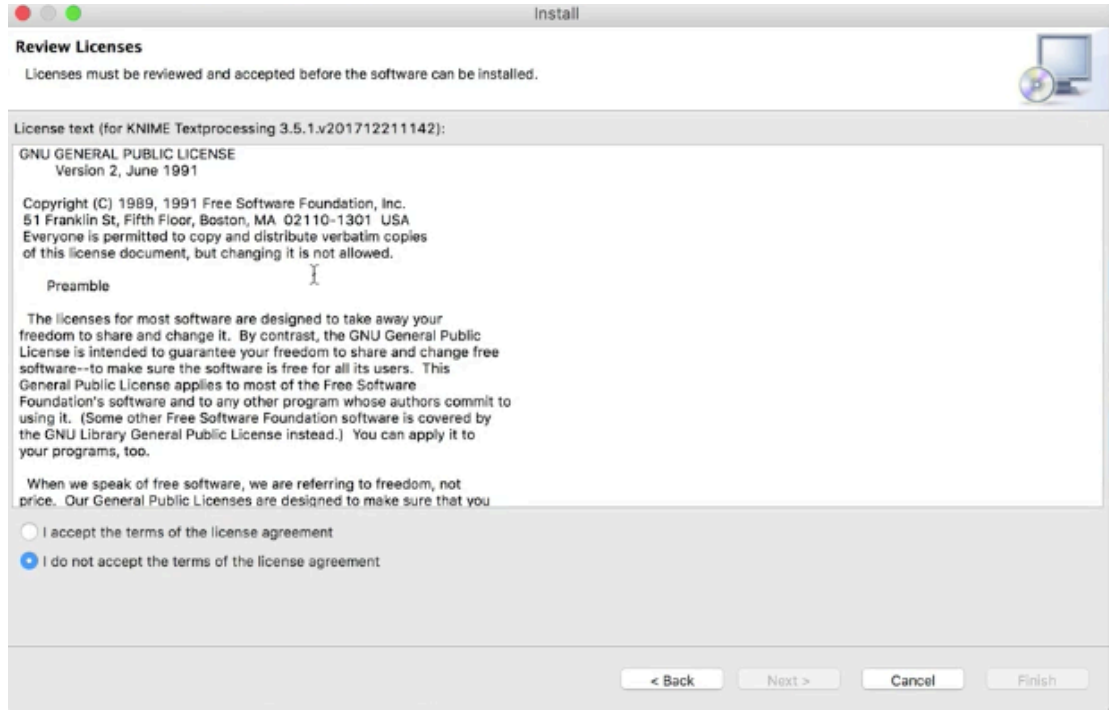 Install
Review Licenses
Licenses must be reviewed and accepted before the software can be installed.
License text (for KNIME Textprocessing 3.5.1.v201712211142):
GNU GENERAL PUBLIC LICENSE
Version 2, June 1991
Copyright (C) 1989, 1991 Free Software Foundation, Inc.
51 Franklin St, Fifth Floor, Boston, MA 02110-1301 USA
Everyone is permitted to copy and distribute verbatim copies
of this license document, but changing it is not allowed.
Preamble
The licenses for most software are designed to take away your
freedom to share and change it. By contrast, the GNU General Public
License is intended to guarantee your freedom to share and change free
software--to make sure the software is free for all its users. This
General Public License applies to most of the Free Software
Foundation's software and to any other program whose authors commit to
using it. (Some other Free Software Foundation software is covered by
the GNU Library General Public License instead.) You can apply it to
your programs, too.
When we speak of free software, we are referring to freedom, not
price. Our General Public Licenses are designed to make sure that you
I accept the terms of the license agreement
I do not accept the terms of the license agreement
< Back
Next >
Cancel
Finish